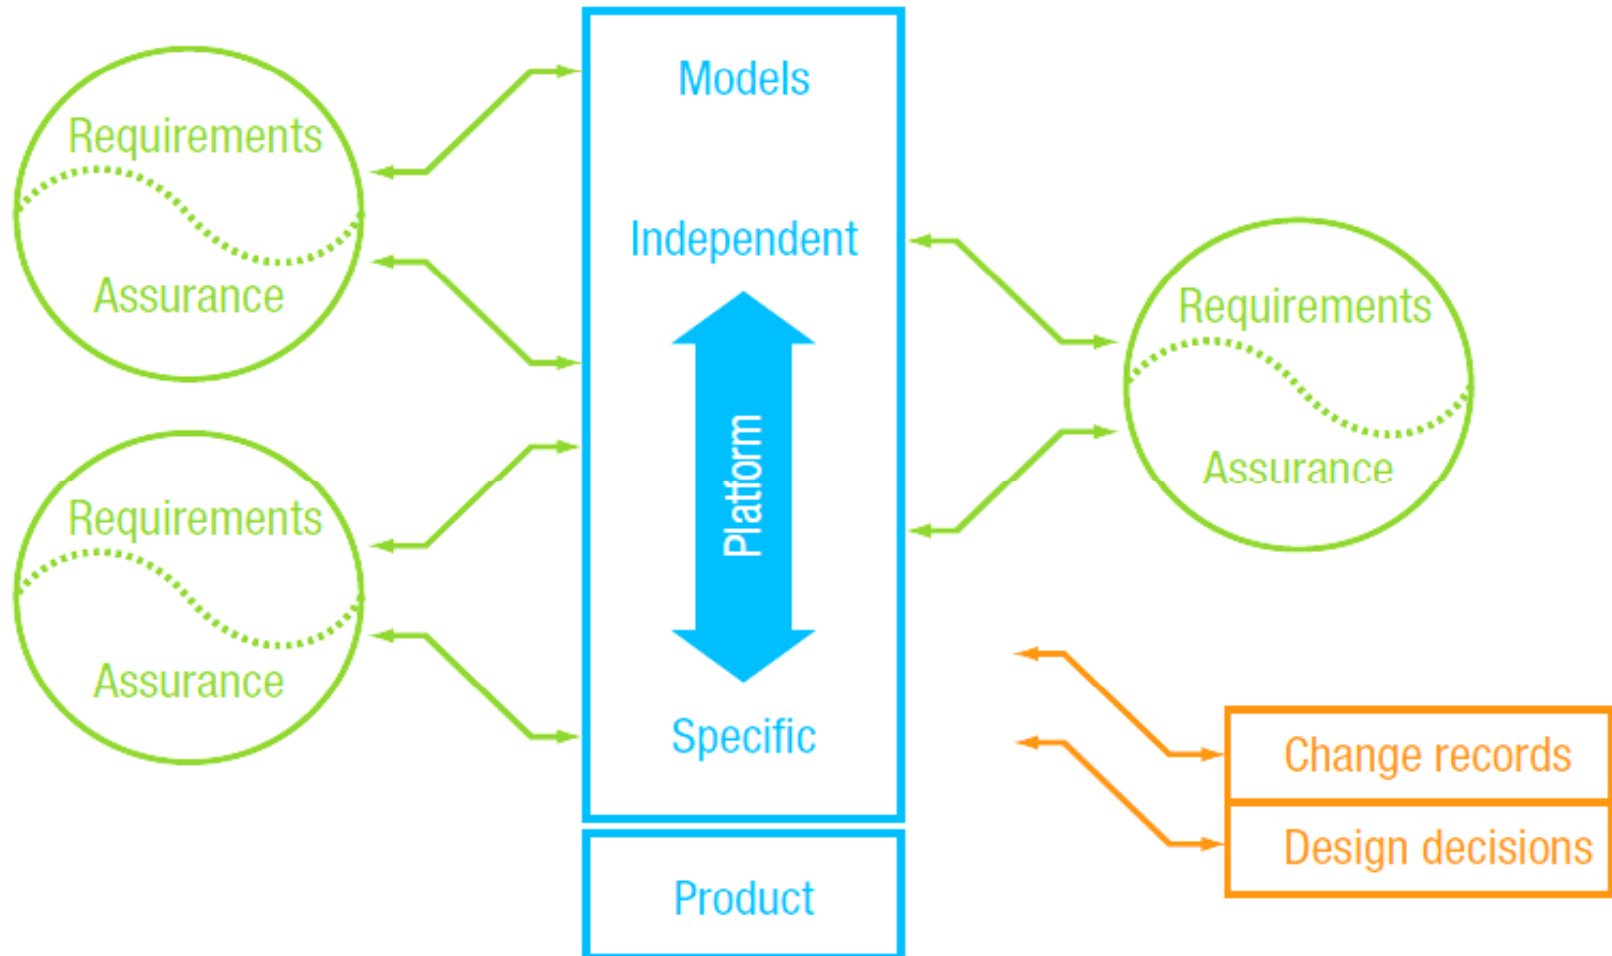 Models
Requirements
Assurance
Independent
Platform
Specific
Requirements
Assurance
Requirements
Assurance
Change records
Design decisions
Product